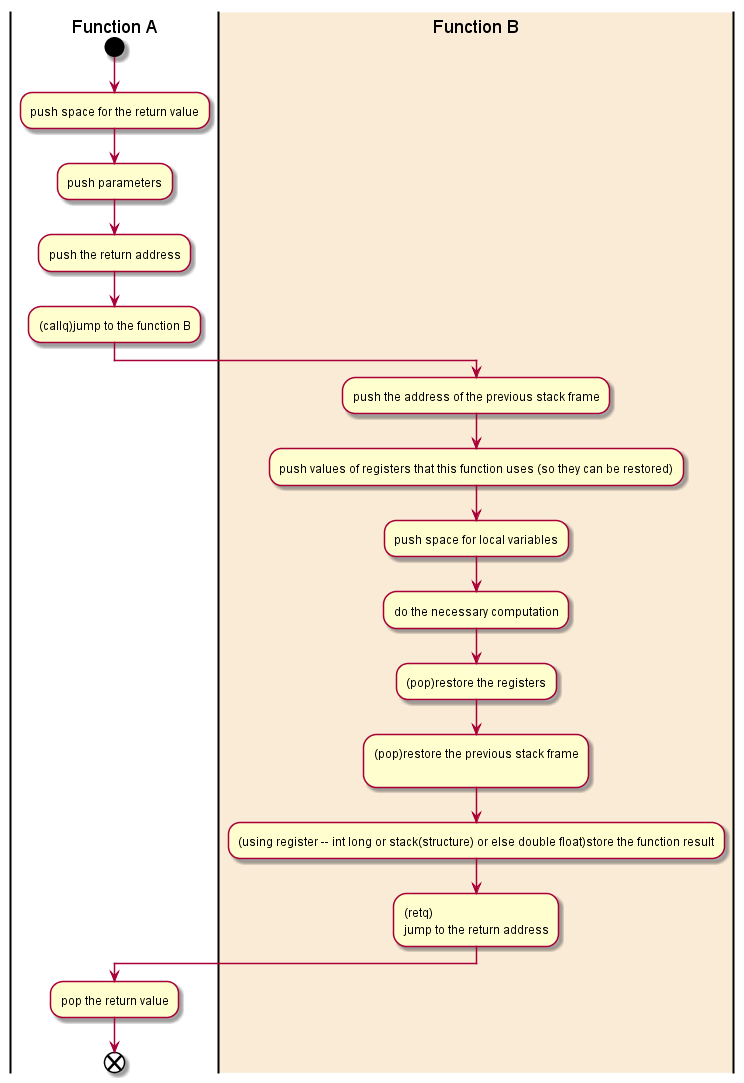 Function A
Function B
push space for the return value
push parameters
push the return address
(callq)jump to the function B
push the address of the previous stack frame
push values of registers that this function uses (so they can be restored)
push space for local variables
do the necessary computation
(pop)restore the registers
(pop)restore the previous stack frame
(using register -- int long or stack(structure) or else double float)store the function result
(retq)
jump to the return address
pop the return value